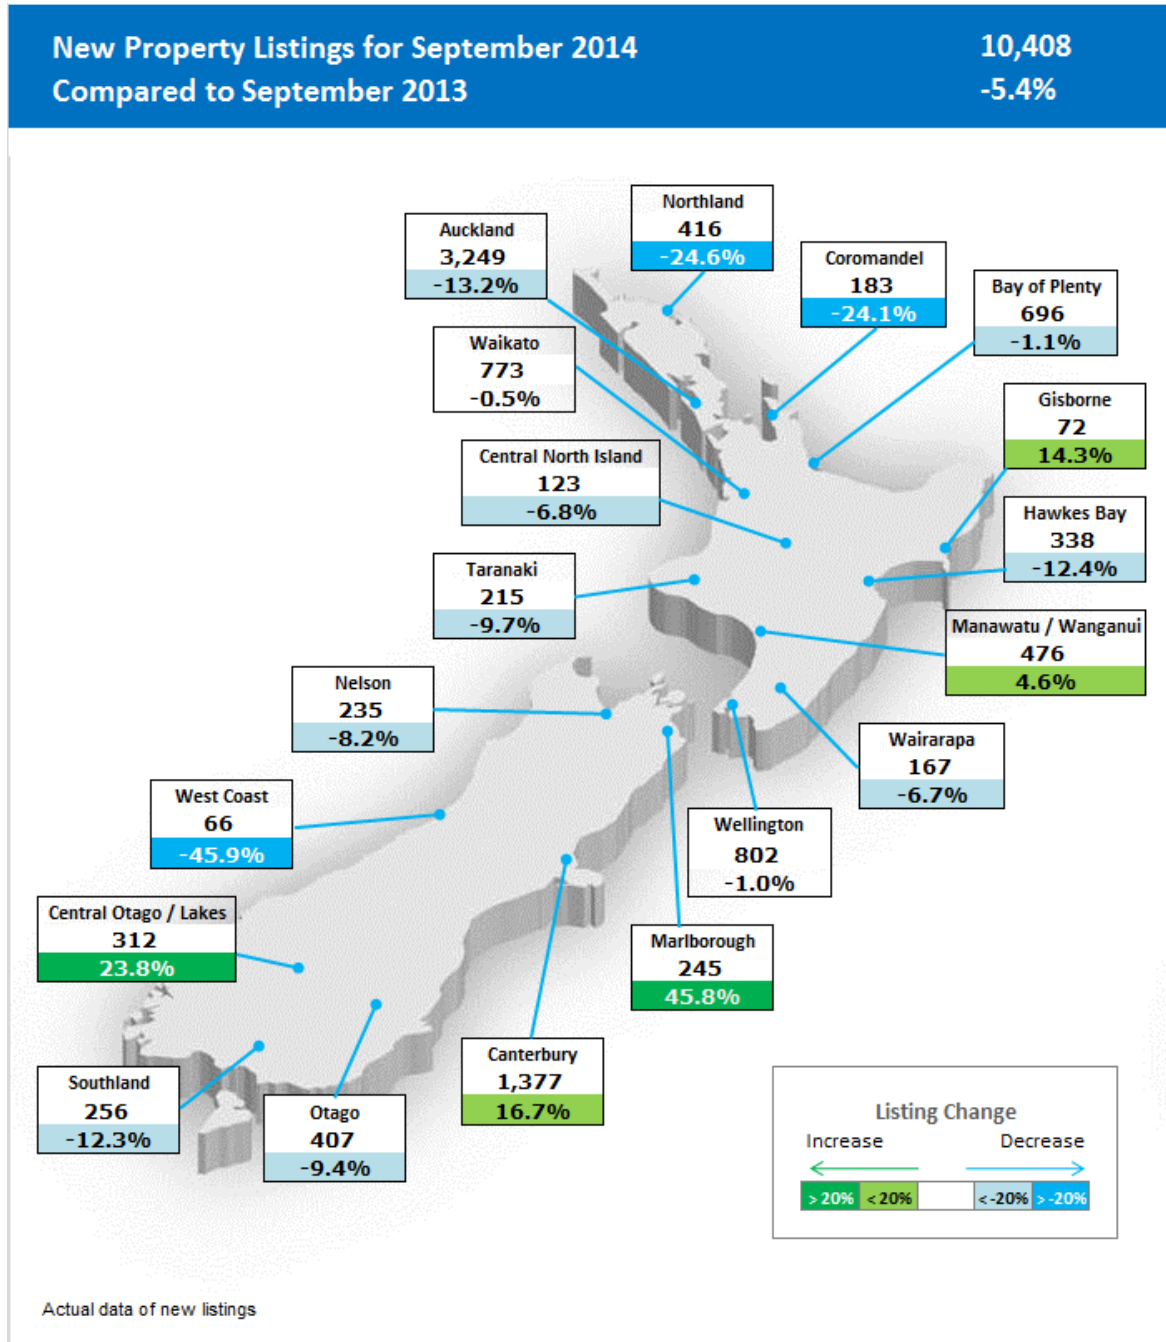 New Property Listings for September 2014 10,408
Compared to September 2013 -5.4%
Northland
416
-24.6%
Auckland
3,249
-13.2%
Coromandel
183
-24.1%
Bay of Plenty
696
-1.1%
Waikato
773
-0.5%
Gisborne
72
14.3%
Central North Island
123
-6.8%
Hawkes Bay
338
-12.4%
Taranaki
215
-9.7%
Manawatu / Wanganui
476
4.6%
Nelson
235
-8.2%
Wairarapa
167
-6.7%
West Coast
66
-45.9%
Wellington
802
-1.0%
Central Otago / Lakes
312
23.8%
Marlborough
245
45.8%
Canterbury
1,377
16.7%
Southland
256
-12.3%
Otago
407
-9.4%
Listing Change
Increase Decrease
> 20% < 20% < -20% > -20%
Actual data of new listings